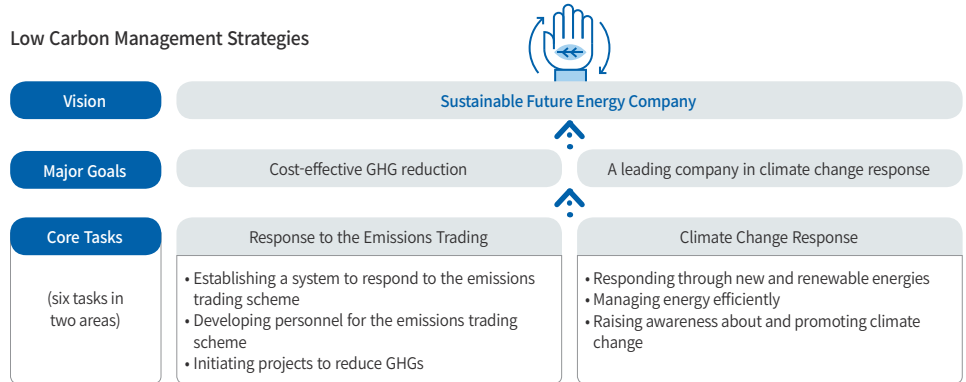 Low Carbon Management Strategies
Vision
Sustainable Future Energy Company
Major Goals
Cost-effective GHG reduction
A leading company in climate change response
Core Tasks
(six tasks in
two areas)
Response to the Emissions Trading
• Establishing a system to respond to the emissions
trading scheme
• Developing personnel for the emissions trading
scheme
• Initiating projects to reduce GHGs
Climate Change Response
• Responding through new and renewable energies
• Managing energy efficiently
• Raising awareness about and promoting climate
change